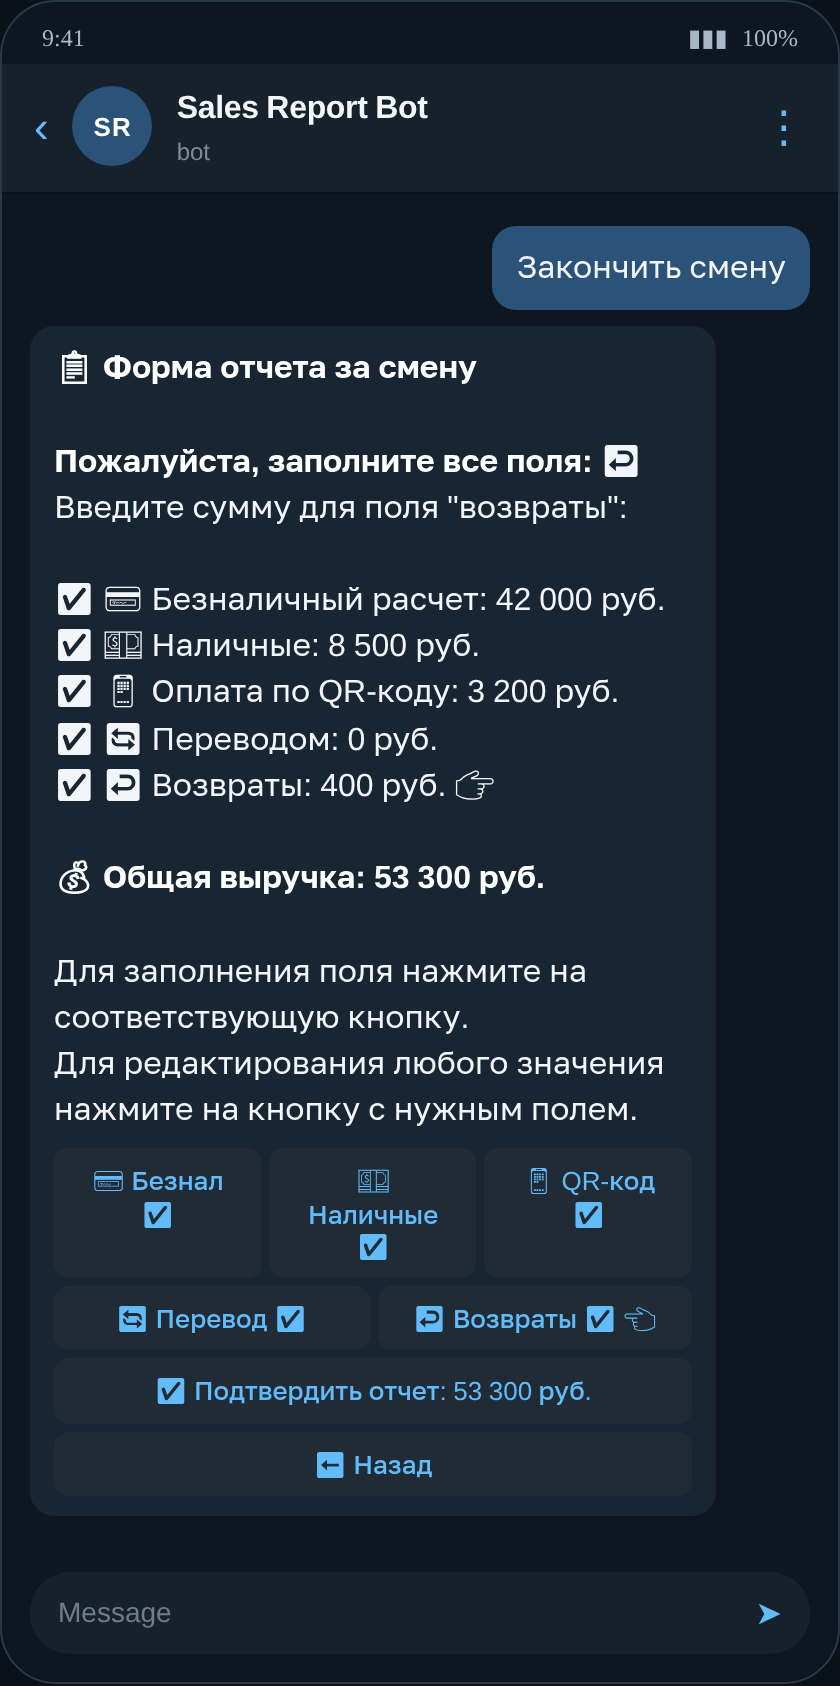 9:41
100%
SR
Sales Report Bot
bot
Закончить смену
📋 Форма отчета за смену
Пожалуйста, заполните все поля: ↩️
Введите сумму для поля "возвраты":
✅ 💳 Безналичный расчет: 42 000 руб.
✅ 💵 Наличные: 8 500 руб.
✅ 📱 Оплата по QR-коду: 3 200 руб.
✅ 🔁 Переводом: 0 руб.
✅ ↩️ Возвраты: 400 руб. 👉
💰 Общая выручка: 53 300 руб.
Для заполнения поля нажмите на
соответствующую кнопку.
Для редактирования любого значения
нажмите на кнопку с нужным полем.
💳 Безнал
✅
💵
Наличные
✅
📱 QR-код
✅
🔁 Перевод ✅
↩️ Возвраты ✅ 👈
✅ Подтвердить отчет: 53 300 руб.
⬅️ Назад
Message